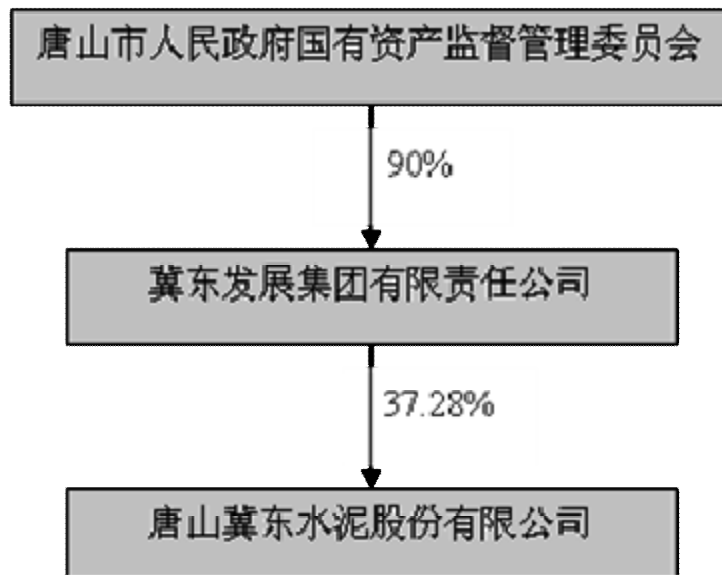 唐山市人民政府国有资产监督管理委员会
90%
冀东发展集团有限责任公司
37.28%
唐山冀东水泥股份有限公司